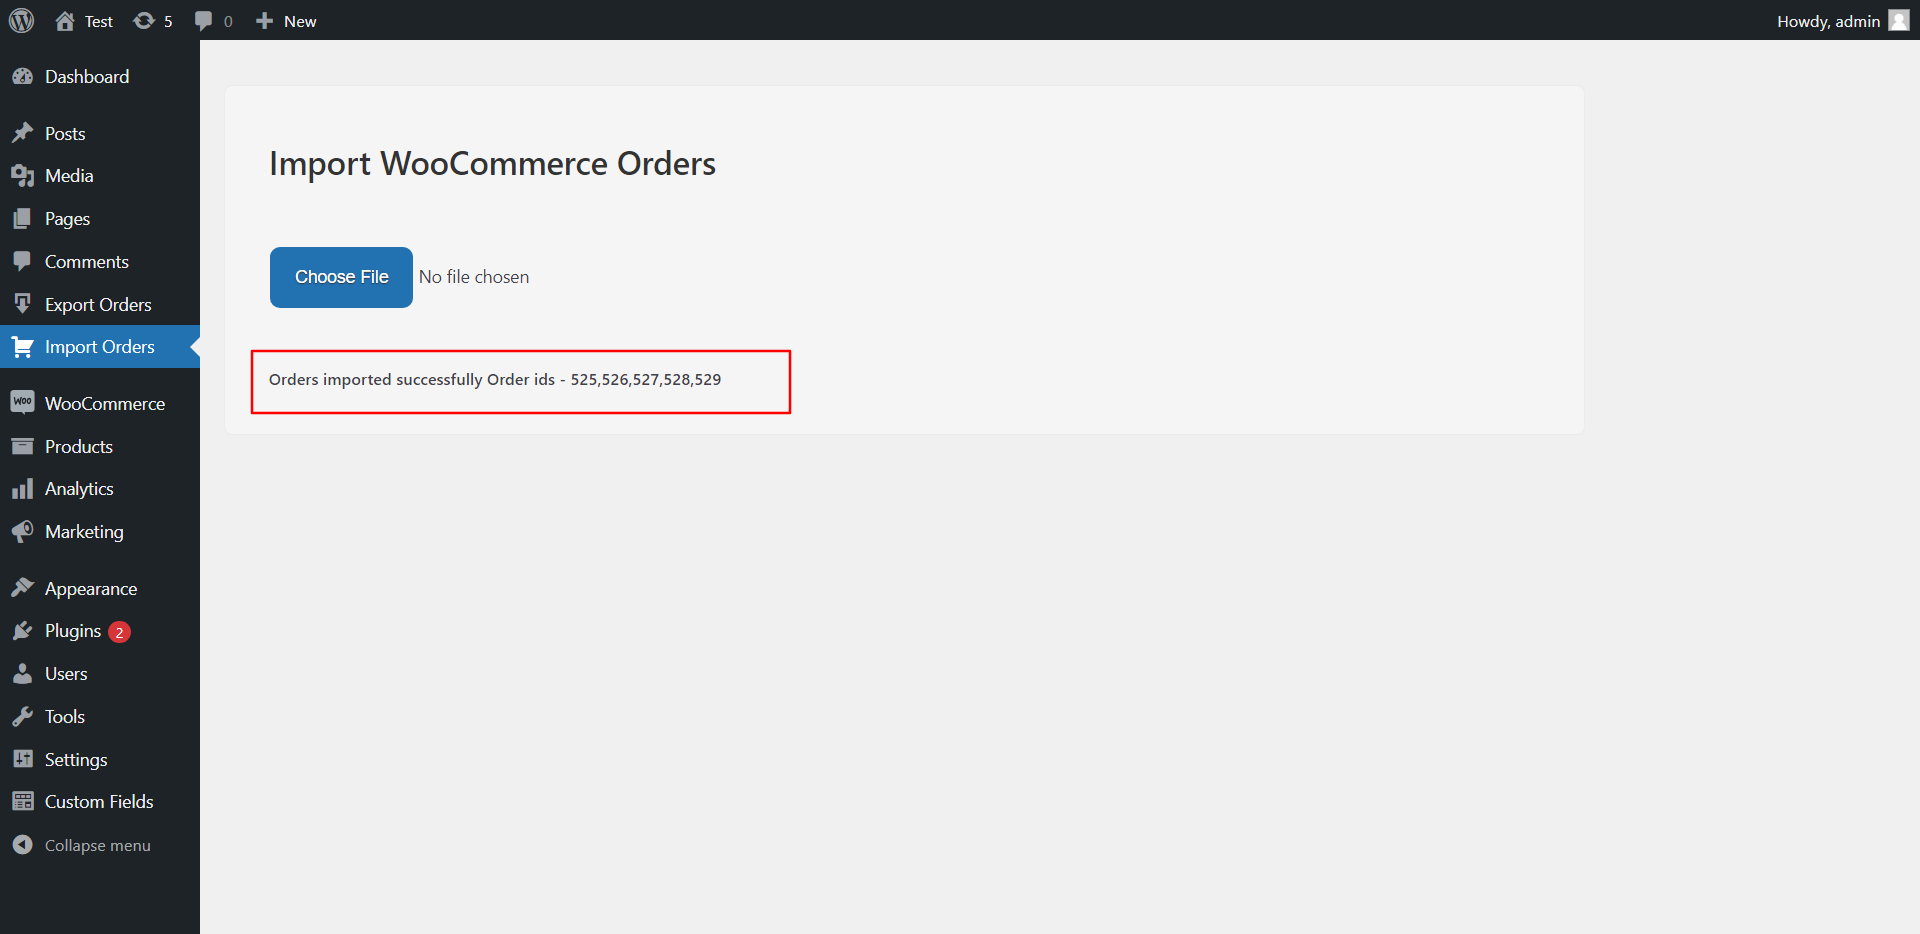 Test
5
0
New
Howdy, admin
Dashboard
Posts
Media
Pages
Comments
Export Orders
Import Orders
Woo
WooCommerce
Products
Analytics
Marketing
Appearance
Plugins 2
Users
Tools
Settings
Custom Fields
Collapse menu
Import WooCommerce Orders
Choose File No file chosen
Orders imported successfully Order ids - 525,526,527,528,529